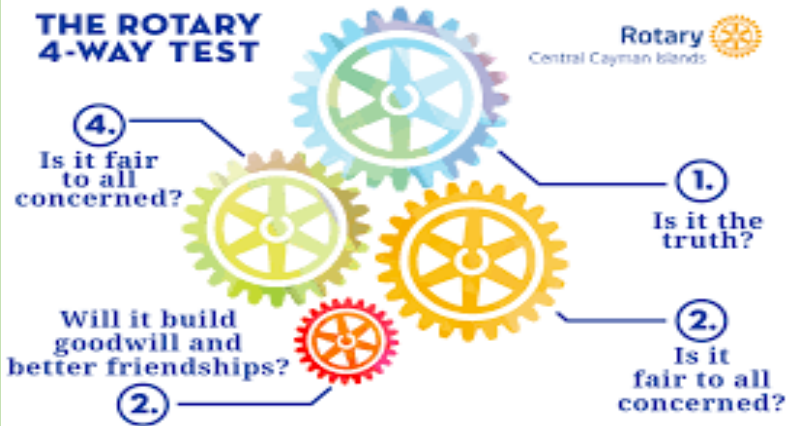 THE ROTARY
4-WAY TEST
Rotary
Central Cayman Islands
4.
Is it fair
to all
concerned?
1.
Is it the
truth?
Will it build
goodwill and
better friendships?
2.
2.
Is it
fair to all
concerned?